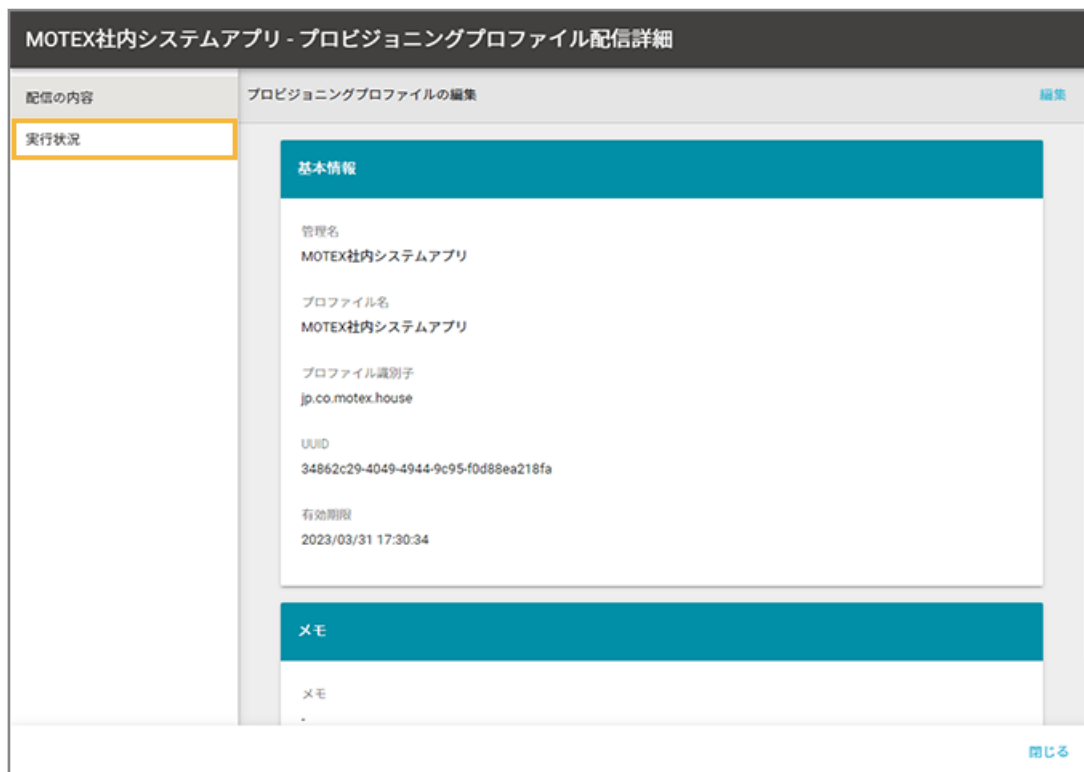 MOTEX社内システムアプリ - プロビジョニングプロファイル配信詳細
配信の内容
実行状況
プロビジョニングプロファイルの編集
編集
基本情報
管理名
MOTEX社内システムアプリ
プロファイル名
MOTEX社内システムアプリ
プロファイル識別子
jp.co.motex.house
UUID
34862c29-4049-4944-9c95-f0d88ea218fa
有効期限
2023/03/31 17:30:34
メモ
メモ
-
閉じる